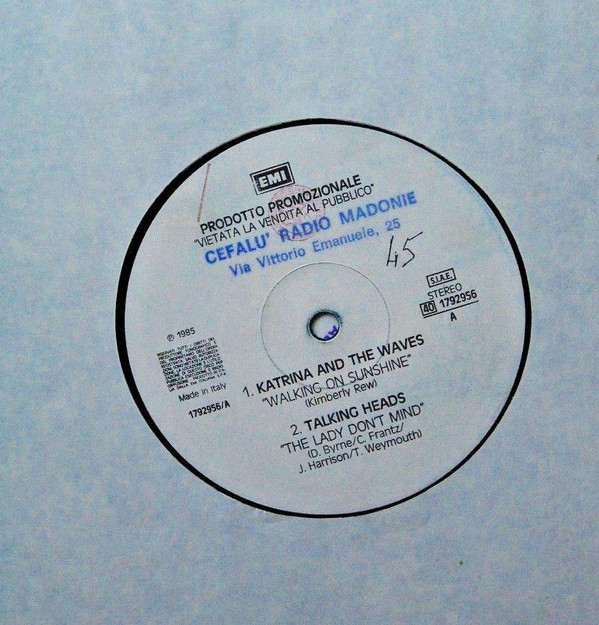 EMI
PRODOTTO PROMOZIONALE
"VIETATA LA VENDITA AL PUBBLICO"
CEFALU' RADIO MADONIE
Via Vittorio Emanuele, 25
45
S.I.A.E.
STEREO
40 1792956
A
℗ 1985
Made in Italy
1792956/A
1. KATRINA AND THE WAVES
"WALKING ON SUNSHINE"
(Kimberly Rew)
2. TALKING HEADS
"THE LADY DON'T MIND"
(D. Byrne/C. Frantz/
J. Harrison/T. Weymouth)